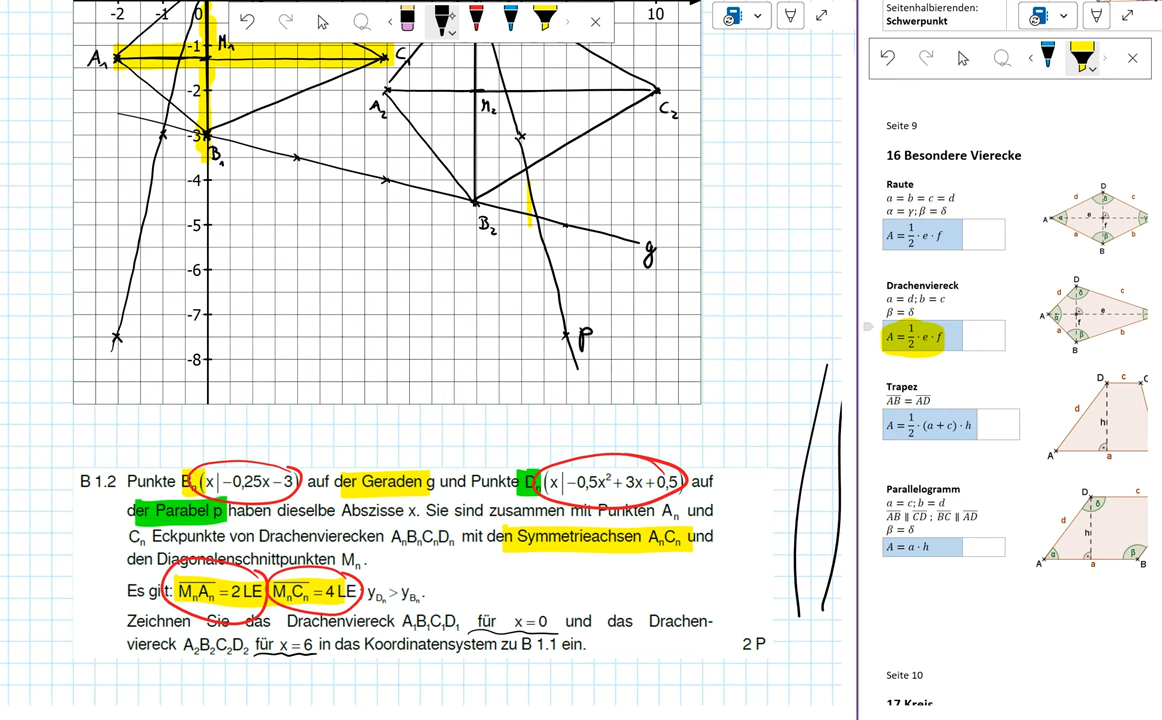 -2 0 10
-1
-2
-3
-4
-5
-6
-7
-8
A₁ M₁ C₁
A₂ M₂ C₂
B₁
B₂
g
p
B 1.2 Punkte Bₙ (x | −0,25x − 3) auf der Geraden g und Punkte Dₙ (x | −0,5x² + 3x + 0,5) auf
der Parabel p haben dieselbe Abszisse x. Sie sind zusammen mit Punkten Aₙ und
Cₙ Eckpunkte von Drachenvierecken AₙBₙCₙDₙ mit den Symmetrieachsen AₙCₙ und
den Diagonalenschnittpunkten Mₙ.
Es gilt: MₙAₙ = 2 LE MₙCₙ = 4 LE y_Dₙ > y_Bₙ.
Zeichnen Sie das Drachenviereck A₁B₁C₁D₁ für x = 0 und das Drachen-
viereck A₂B₂C₂D₂ für x = 6 in das Koordinatensystem zu B 1.1 ein. 2 P
Seitenhalbierenden:
Schwerpunkt
Seite 9
16 Besondere Vierecke
Raute
a = b = c = d
α = γ; β = δ
A = 1/2 · e · f
D
d c
δ
A α e f γ
β
a b
B
Drachenviereck
a = d; b = c
β = δ
A = 1/2 · e · f
D
d δ c
A α f e
a β b
B
Trapez
AB = AD
A = 1/2 · (a + c) · h
D c C
d
h
A a
Parallelogramm
a = c; b = d
AB ∥ CD ; BC ∥ AD
β = δ
A = a · h
D
δ
d h
β
A a B
Seite 10
17 Kreis